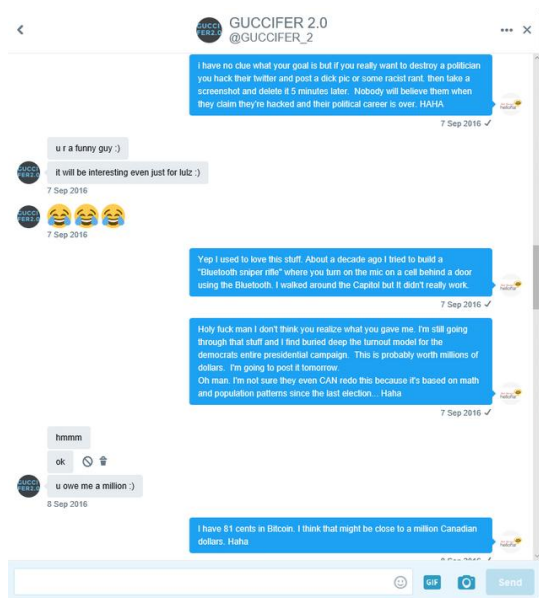 GUCCIFER 2.0
@GUCCIFER_2
i have no clue what your goal is but if you really want to destroy a politician
you hack their twitter and post a dick pic or some racist rant. then take a
screenshot and delete it 5 minutes later. Nobody will believe them when
they claim they're hacked and their political career is over. HAHA
7 Sep 2016
u r a funny guy :)
it will be interesting even just for lulz :)
7 Sep 2016
7 Sep 2016
Yep I used to love this stuff. About a decade ago I tried to build a
"Bluetooth sniper rifle" where you turn on the mic on a cell behind a door
using the Bluetooth. I walked around the Capitol but It didn't really work.
7 Sep 2016
Holy fuck man I don't think you realize what you gave me. I'm still going
through that stuff and I find buried deep the turnout model for the
democrats entire presidential campaign. This is probably worth millions of
dollars. I'm going to post it tomorrow.
Oh man. I'm not sure they even CAN redo this because it's based on math
and population patterns since the last election... Haha
7 Sep 2016
hmmm
ok
u owe me a million :)
8 Sep 2016
I have 81 cents in Bitcoin. I think that might be close to a million Canadian
dollars. Haha
GIF
Send